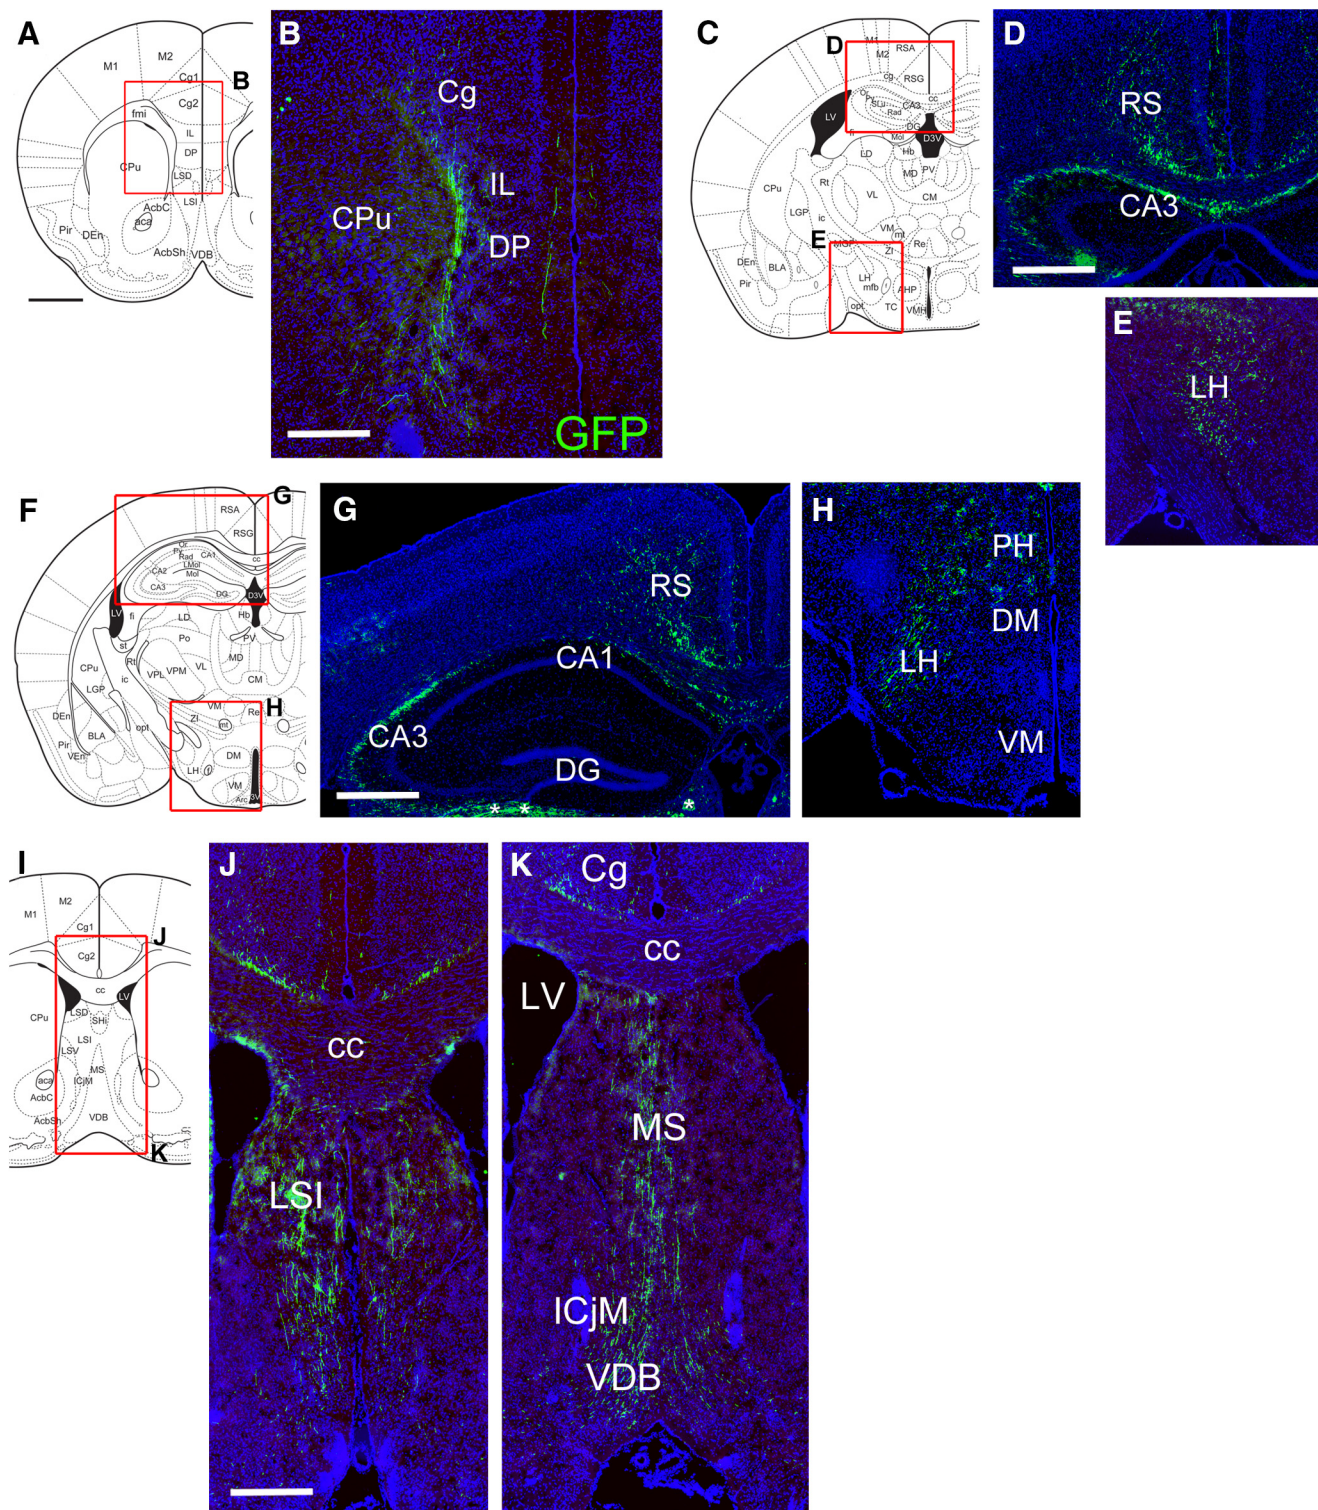 A
M1
M2
Cg1
B
Cg2
fmi
IL
DP
CPu
LSD
LSI
AcbC
aca
Pir
DEn
AcbSh
VDB
B
Cg
IL
CPu
DP
GFP
C
D
M1
M2
RSA
cg
RSG
Or
Py
SLu
Rad
CA3
cc
LV
DG
fi
Mol
D3V
LD
Hb
MD
PV
CPu
Rt
VL
CM
LGP
ic
VM
mt
Re
E
MGP
ZI
DEn
BLA
LH
mfb
AHP
Pir
opt
TC
VMH
D
RS
CA3
E
LH
F
G
RSA
RSG
Or
Py
Rad
CA1
cc
CA2
LMol
Mol
CA3
DG
D3V
LV
fi
LD
Hb
st
Po
PV
Rt
CPu
VPL
VPM
VL
MD
LGP
ic
CM
VM
Re
H
DEn
opt
ZI
mt
BLA
Pir
VEn
DM
LH
VM
Arc
3V
G
RS
CA1
CA3
DG
* * *
H
PH
DM
LH
VM
I
M1
M2
Cg1
J
Cg2
cc
LV
CPu
LSD
SHi
LSI
LSV
MS
aca
ICjM
AcbC
AcbSh
VDB
K
J
cc
LSI
K
Cg
cc
LV
MS
ICjM
VDB